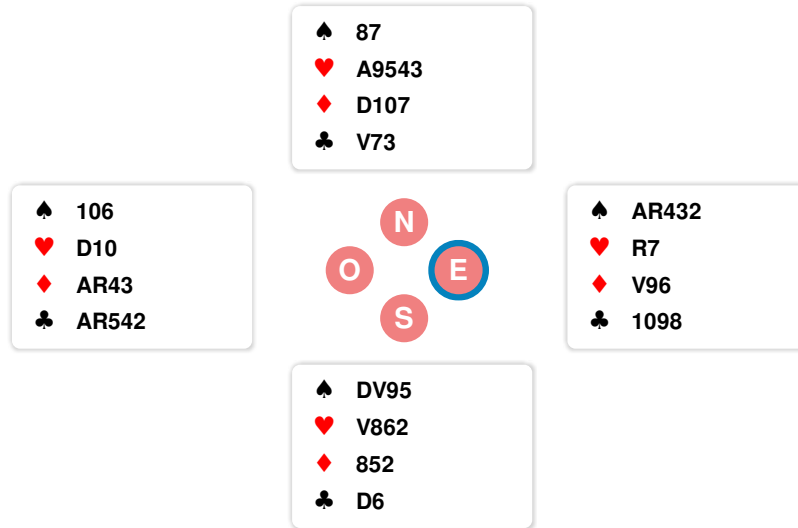 ♠ 87
♥ A9543
♦ D107
♣ V73
♠ 106
♥ D10
♦ AR43
♣ AR542
N
O
E
S
♠ AR432
♥ R7
♦ V96
♣ 1098
♠ DV95
♥ V862
♦ 852
♣ D6